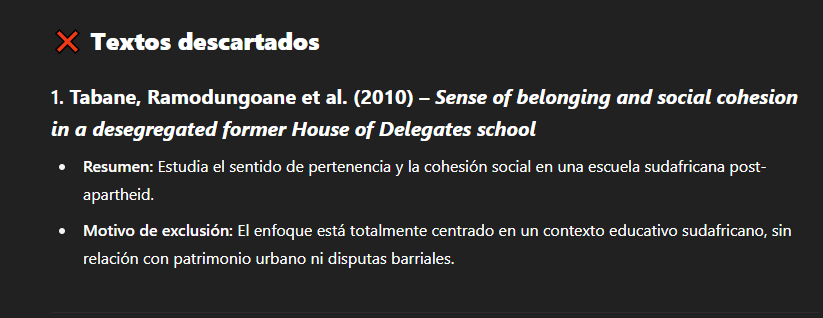 ❌ Textos descartados
1. Tabane, Ramodungoane et al. (2010) – Sense of belonging and social cohesion
in a desegregated former House of Delegates school
• Resumen: Estudia el sentido de pertenencia y la cohesión social en una escuela sudafricana post-
apartheid.
• Motivo de exclusión: El enfoque está totalmente centrado en un contexto educativo sudafricano, sin
relación con patrimonio urbano ni disputas barriales.